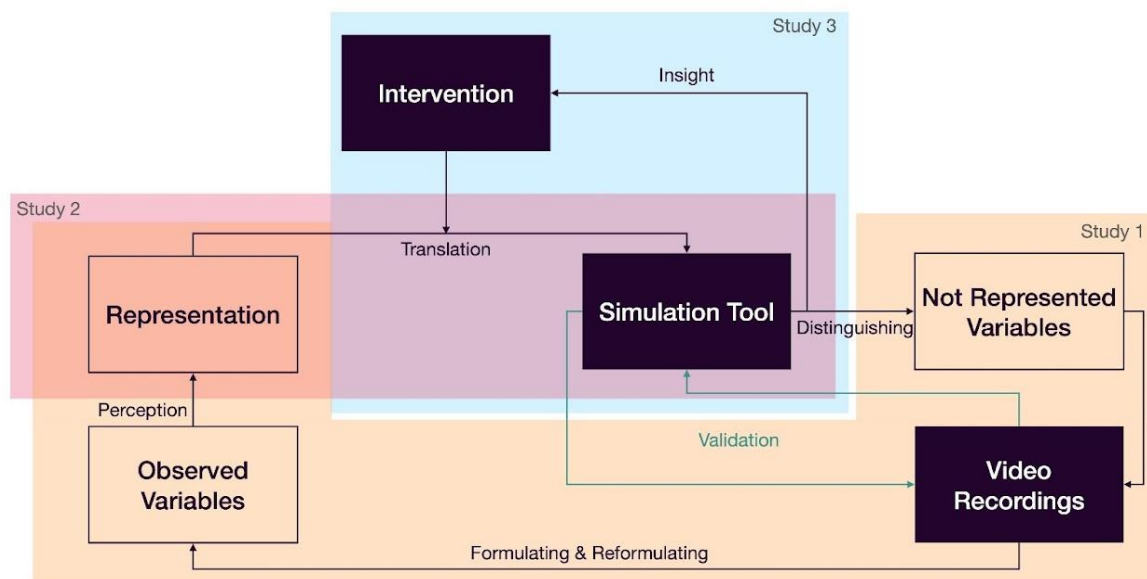 Study 3
Intervention
Insight
Study 2
Translation
Study 1
Representation
Simulation Tool
Distinguishing
Not Represented
Variables
Perception
Validation
Observed
Variables
Video
Recordings
Formulating & Reformulating